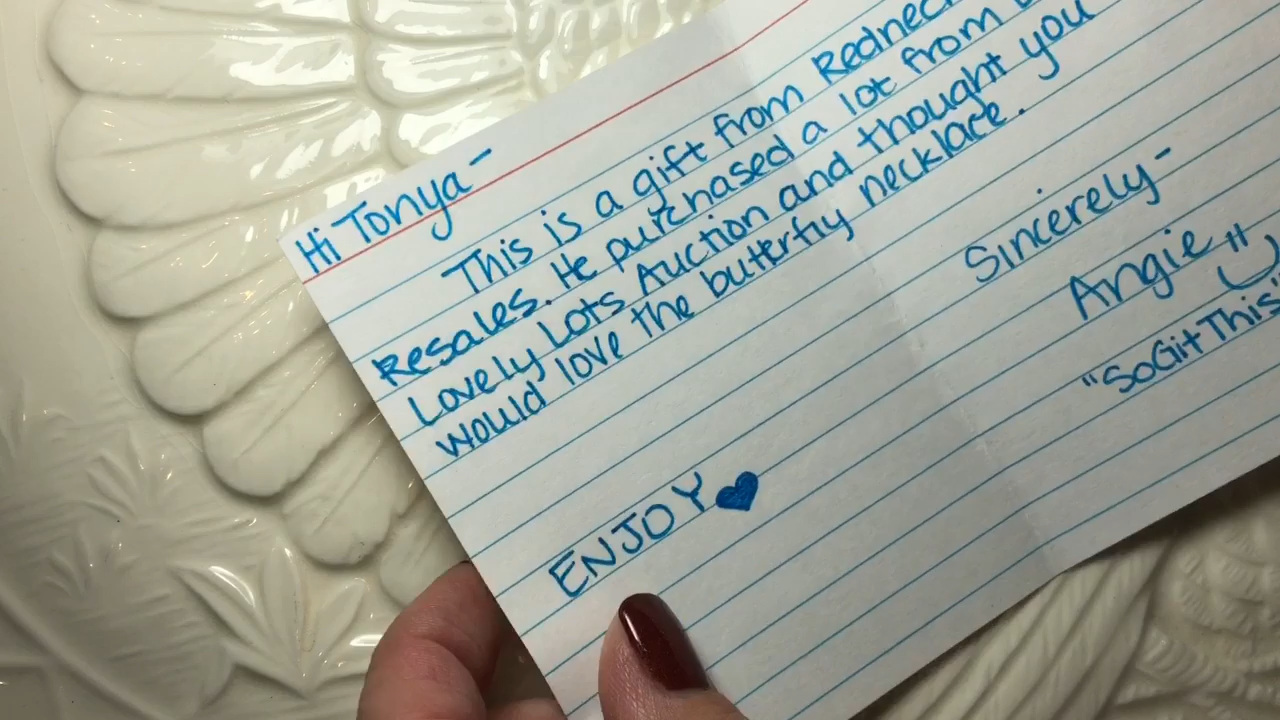 Hi Tonya-
This is a gift from Redneck
Resales. He purchased a lot from
Lovely Lots Auction and thought you
would love the butterfly necklace.
Sincerely-
Angie
"SoGitThis"
ENJOY